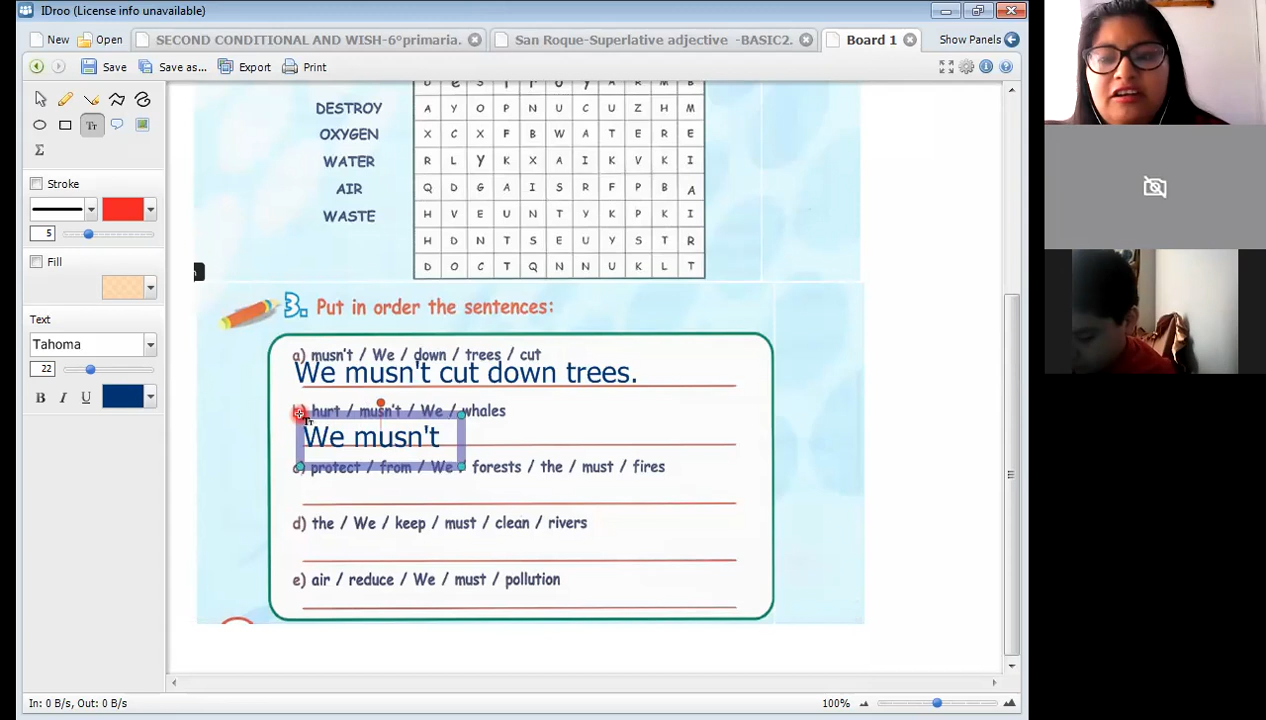 IDroo (License info unavailable)
New Open SECOND CONDITIONAL AND WISH-6°primaria. San Roque-Superlative adjective -BASIC2. Board 1 Show Panels
Save Save as... Export Print
Tr
Σ
Stroke
5
Fill
Text
Tahoma
22
B I U
DESTROY A Y O P N U C U Z H M
OXYGEN X C X F B W A T E R E
WATER R L y K X A I K V K I
AIR Q D G A I S R F P B A
WASTE H V E U N T Y K P K I
H D N T S E U Y S T R
D O C T Q N N U K L T
3. Put in order the sentences:
a) musn't / We / down / trees / cut
We musn't cut down trees.
b) hurt / musn't / We / whales
We musn't
c) protect / from / We / forests / the / must / fires
d) the / We / keep / must / clean / rivers
e) air / reduce / We / must / pollution
In: 0 B/s, Out: 0 B/s 100%